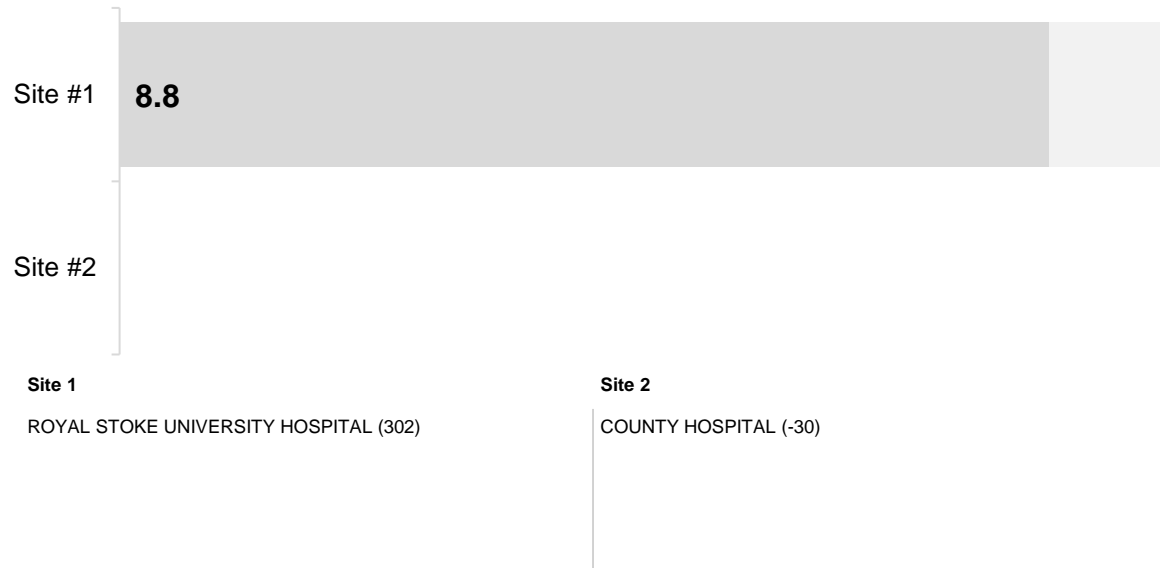 Site #1
8.8
Site #2
Site 1
Site 2
ROYAL STOKE UNIVERSITY HOSPITAL (302)
COUNTY HOSPITAL (-30)